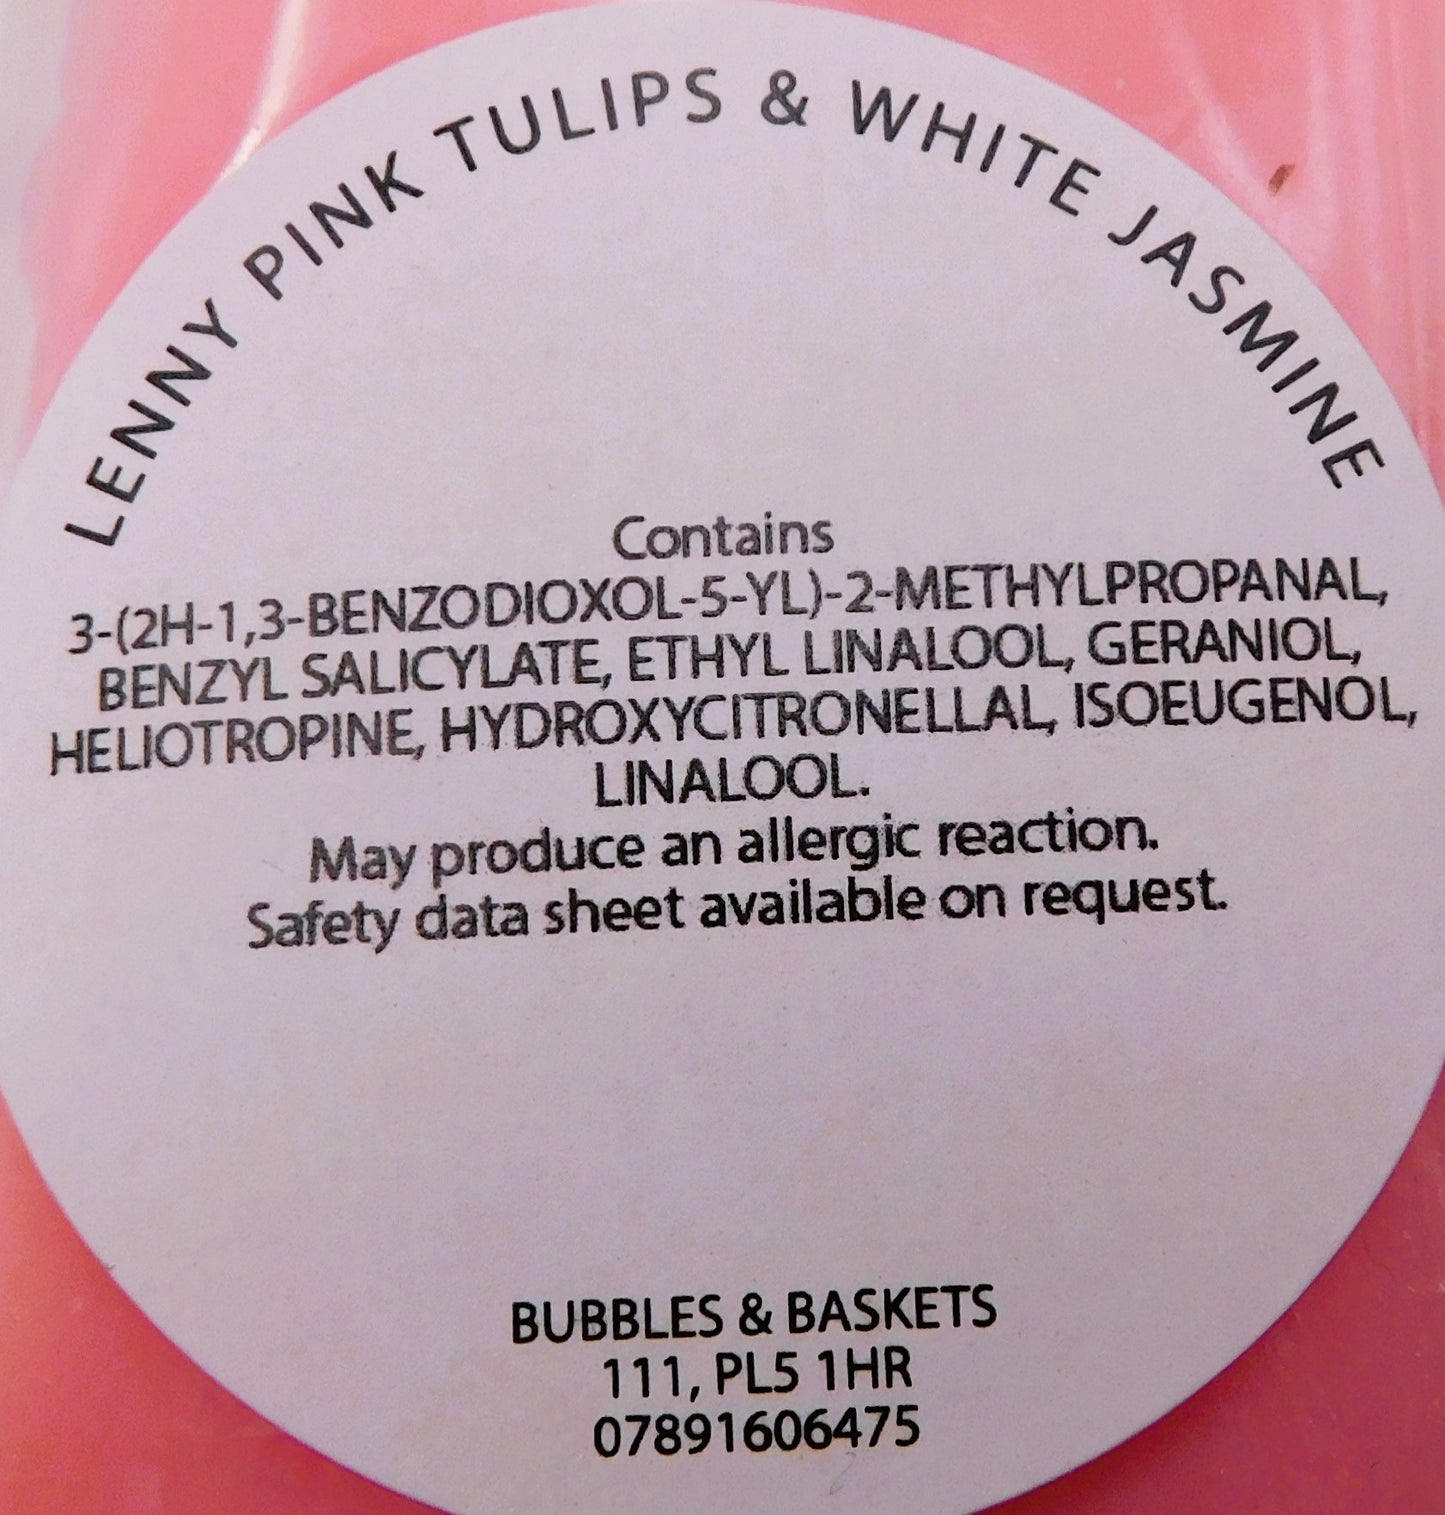 LENNY PINK TULIPS & WHITE JASMINE
Contains
3-(2H-1,3-BENZODIOXOL-5-YL)-2-METHYLPROPANAL,
BENZYL SALICYLATE, ETHYL LINALOOL, GERANIOL,
HELIOTROPINE, HYDROXYCITRONELLAL, ISOEUGENOL,
LINALOOL.
May produce an allergic reaction.
Safety data sheet available on request.
BUBBLES & BASKETS
111, PL5 1HR
07891606475